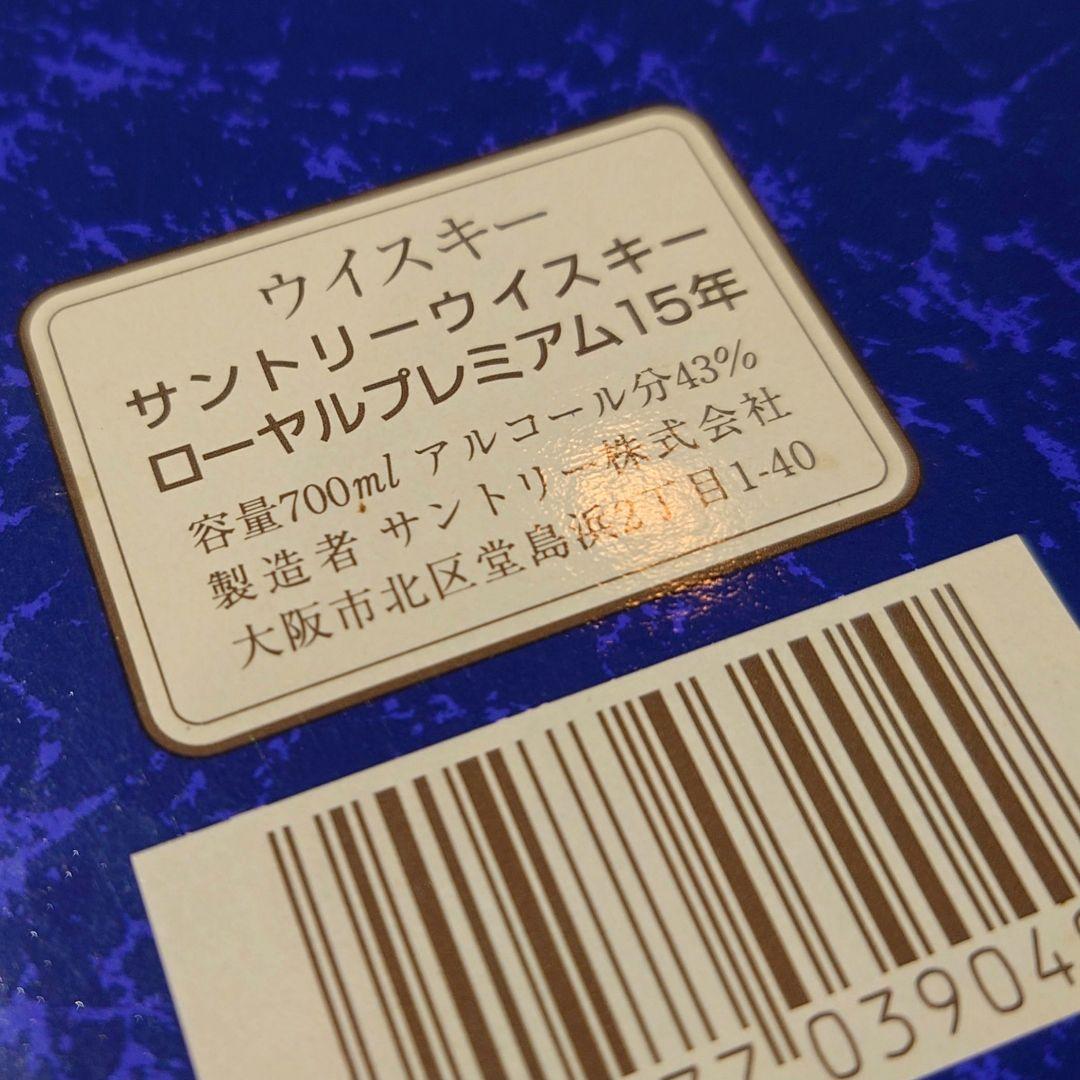 ウイスキー
サントリーウイスキー
ローヤルプレミアム15年
容量700ml アルコール分43%
製造者 サントリー株式会社
大阪市北区堂島浜2丁目1-40
77 03904